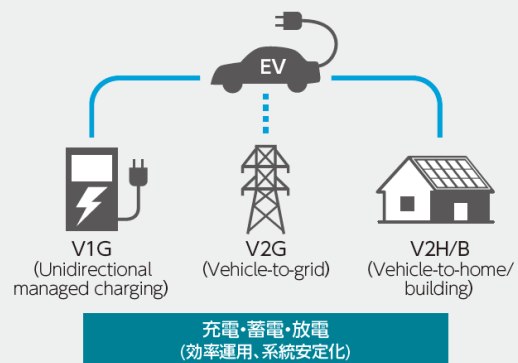 EV
V1G
(Unidirectional
managed charging)
V2G
(Vehicle-to-grid)
V2H/B
(Vehicle-to-home/
building)
充電・蓄電・放電
(効率運用、系統安定化)